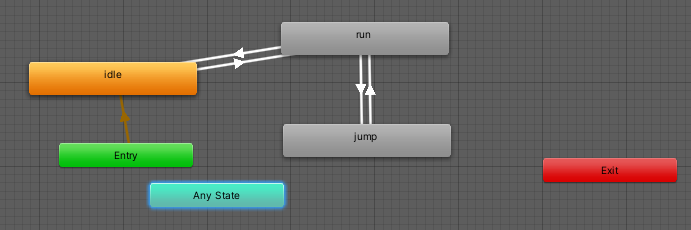 run
idle
jump
Entry
Exit
Any State